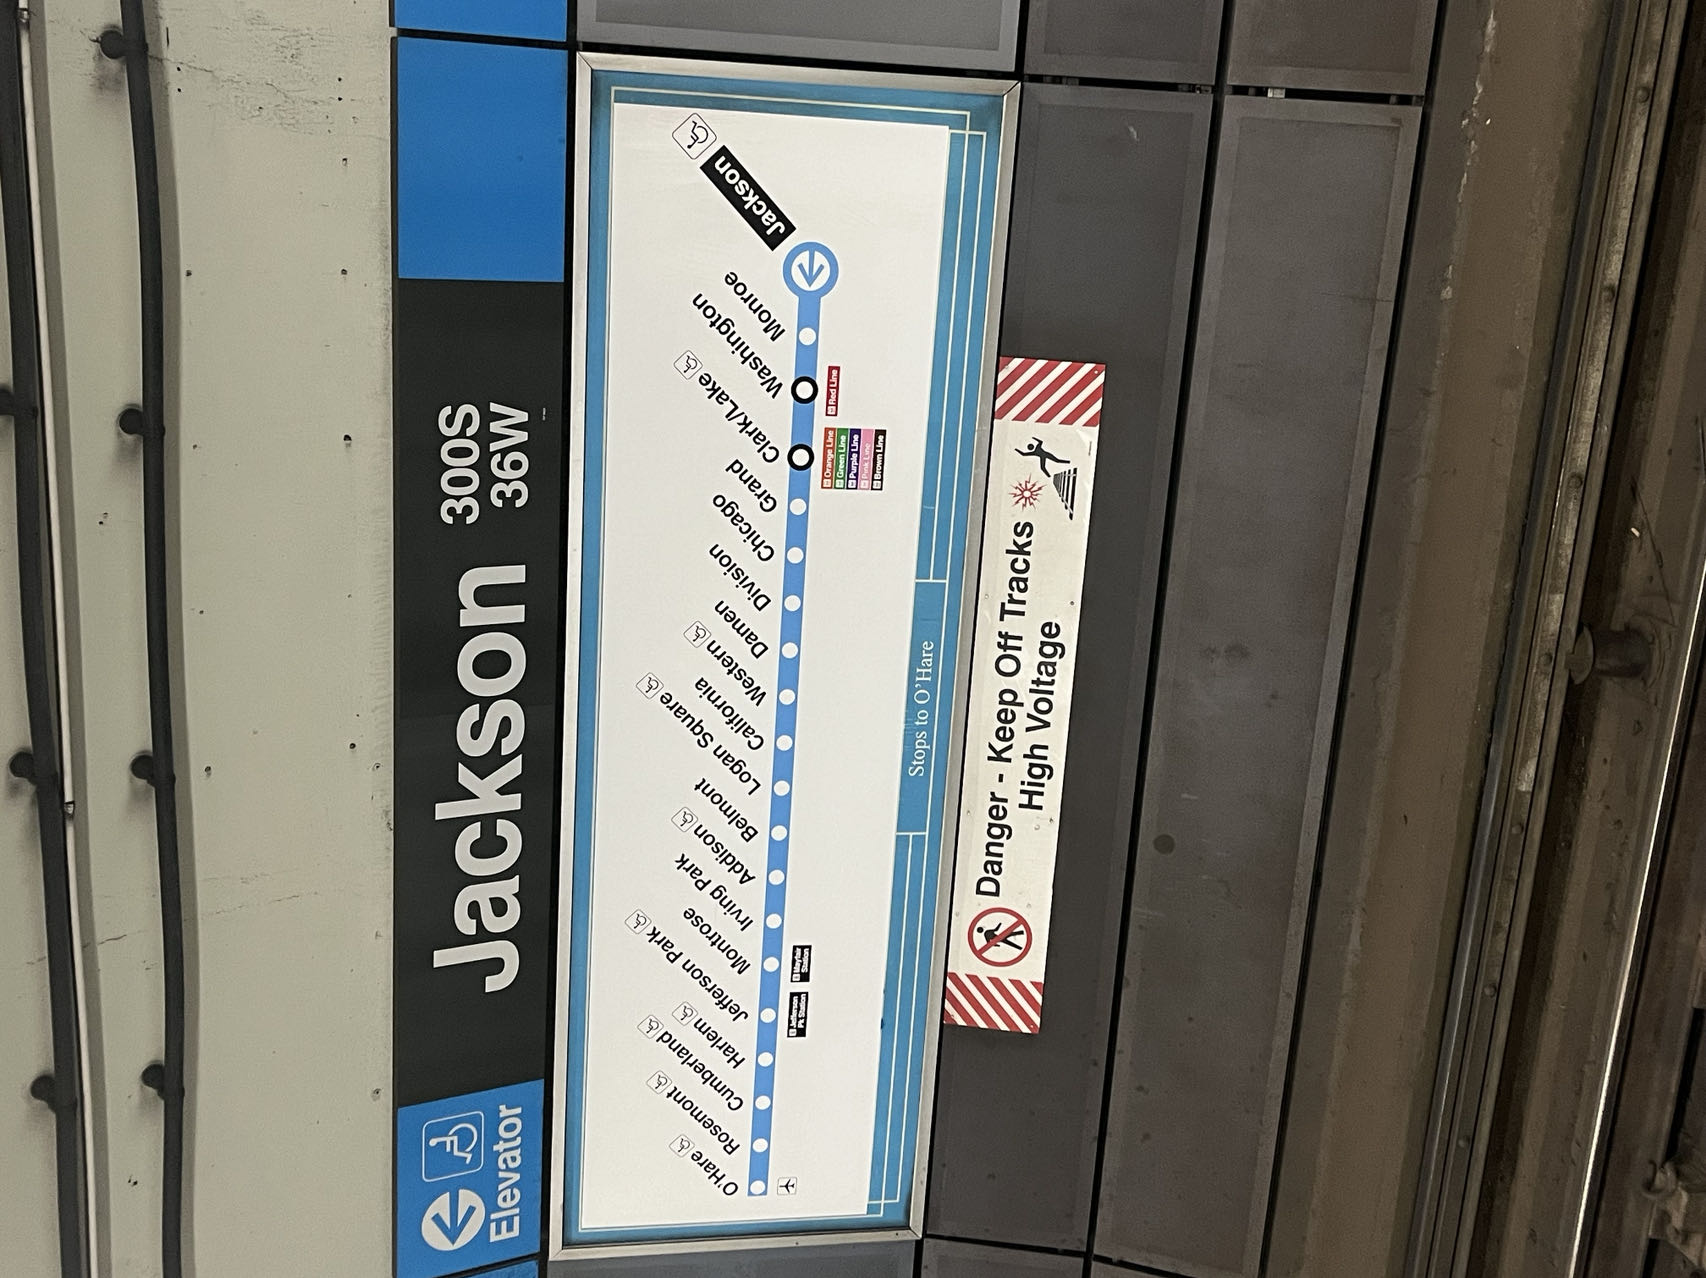 Elevator
Jackson
300S
36W
O'Hare
Rosemont
Cumberland
Harlem
Jefferson Park
Montrose
Irving Park
Addison
Belmont
Logan Square
California
Western
Damen
Division
Chicago
Grand
Clark/Lake
Washington
Monroe
Jackson
Jefferson
Pk Station
Mayfair
Station
Orange Line
Green Line
Purple Line
Pink Line
Brown Line
Red Line
Stops to O'Hare
Danger - Keep Off Tracks
High Voltage